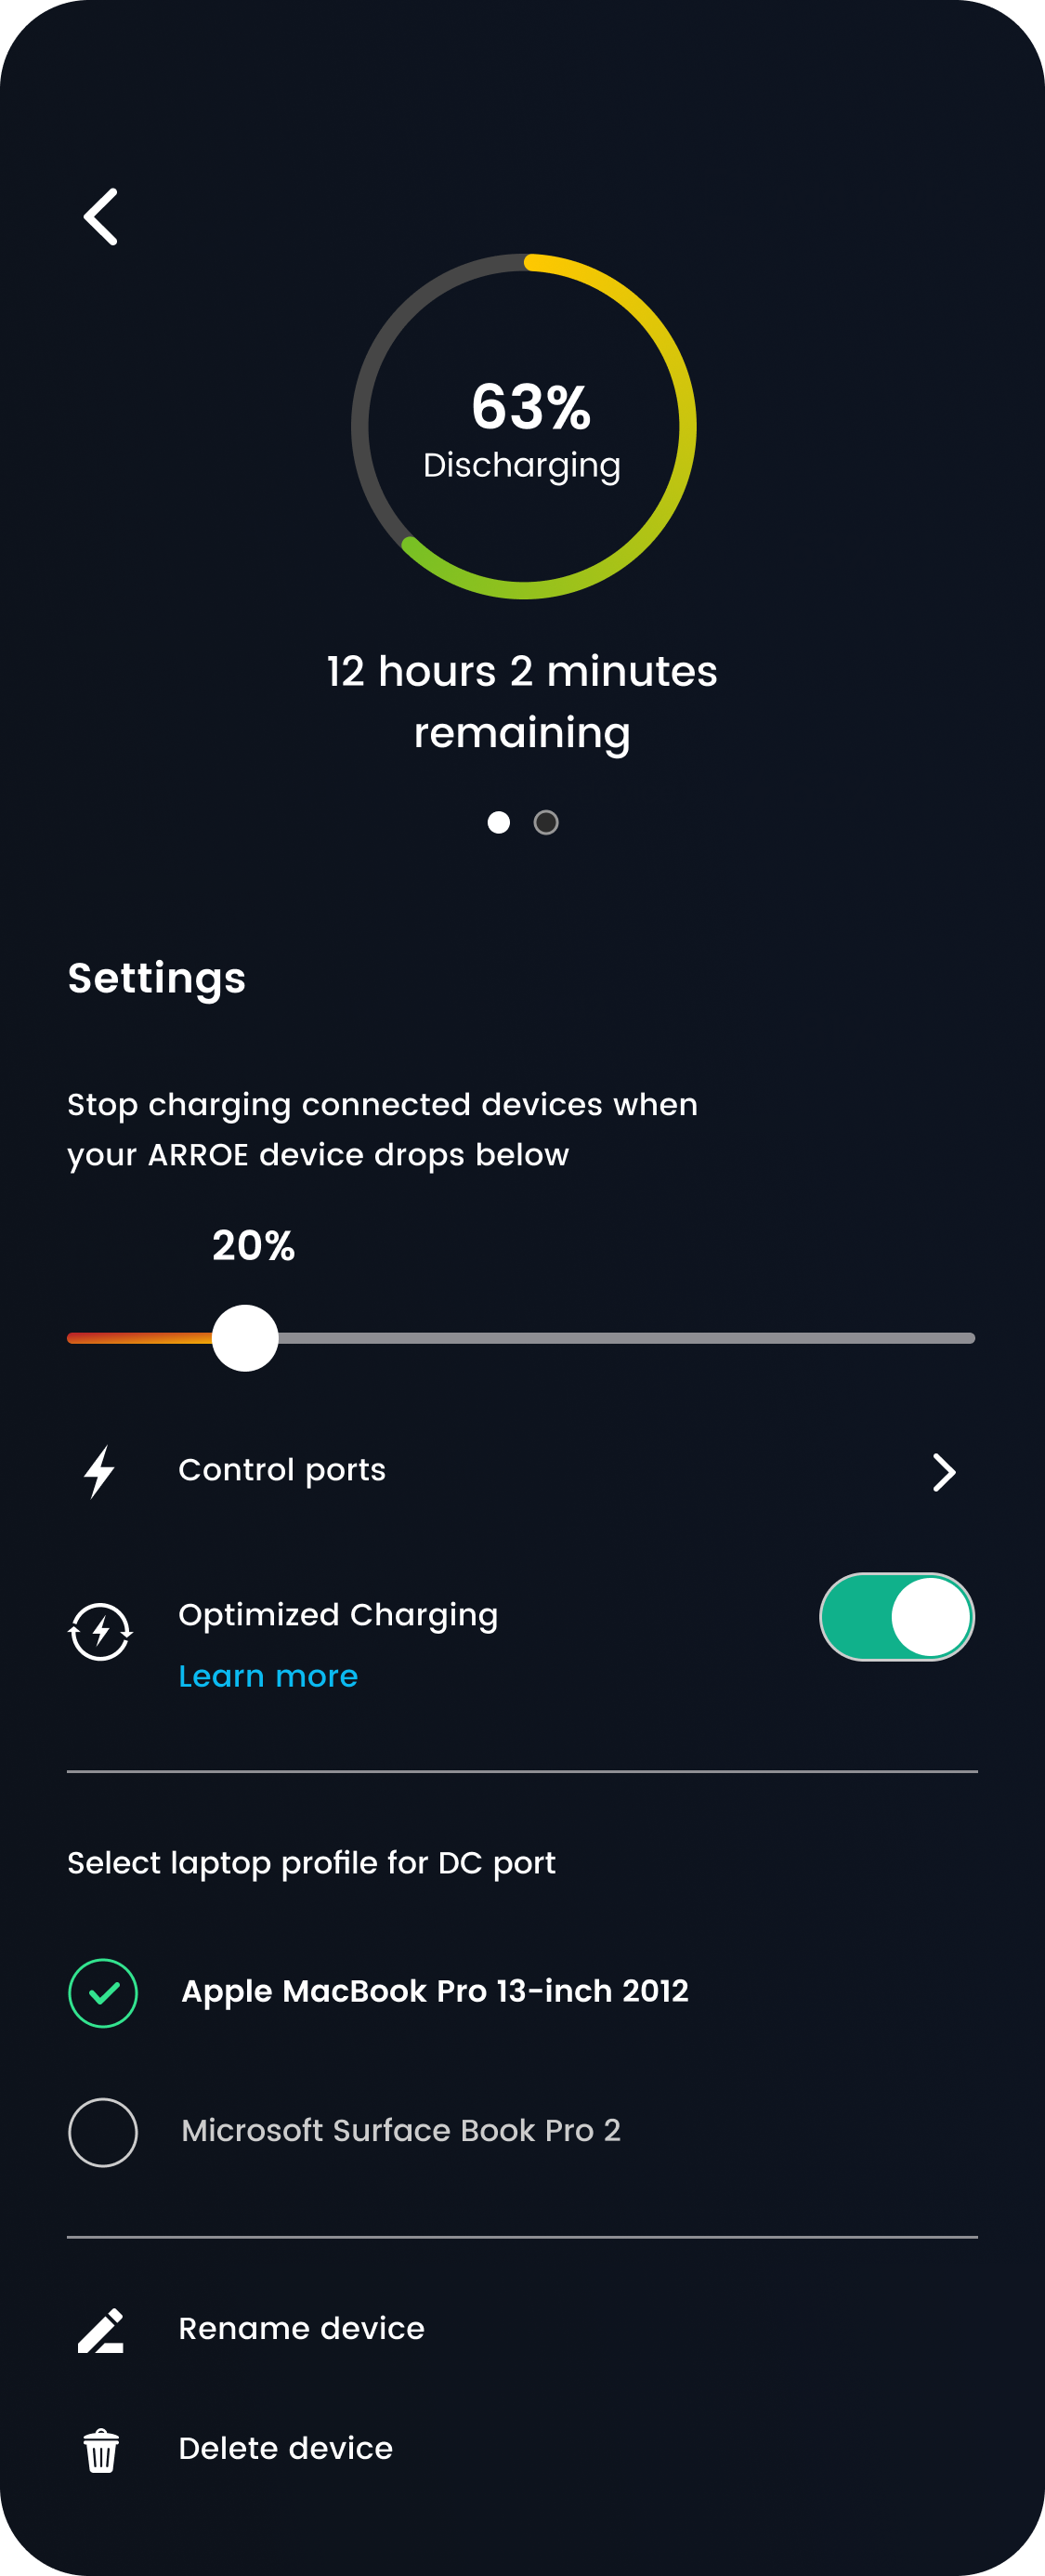 63%
Discharging
12 hours 2 minutes
remaining
Settings
Stop charging connected devices when
your ARROE device drops below
20%
Control ports
Optimized Charging
Learn more
Select laptop profile for DC port
Apple MacBook Pro 13-inch 2012
Microsoft Surface Book Pro 2
Rename device
Delete device